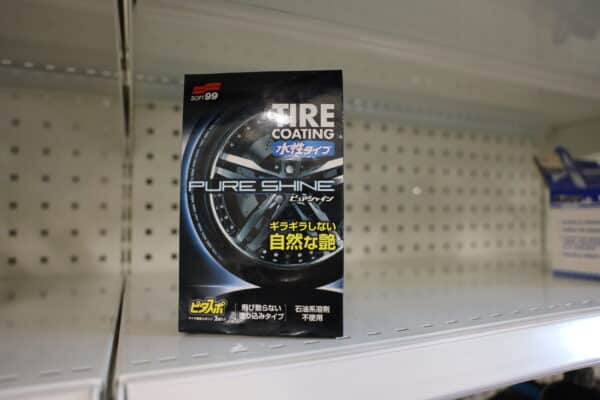 SOFT99
TIRE
COATING
水性タイプ
PURE SHINE
ピュアシャイン
ギラギラしない
自然な艶
ピタスポ
飛び散らない
塗り込みタイプ
石油系溶剤
不使用